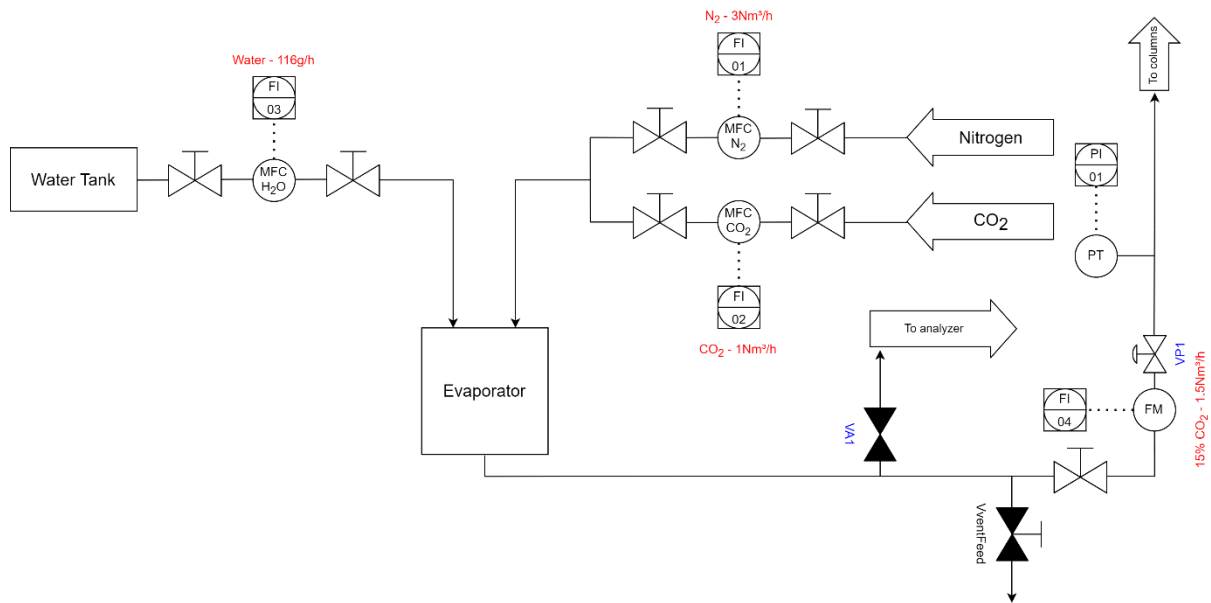 N₂ - 3Nm³/h
FI
01
Water - 116g/h
FI
03
MFC
N₂
Nitrogen
Water Tank
MFC
H₂O
PI
01
MFC
CO₂
CO₂
PT
To columns
FI
02
CO₂ - 1Nm³/h
To analyzer
Evaporator
VA1
VP1
FI
04
FM
15% CO₂ - 1.5Nm³/h
VventFeed